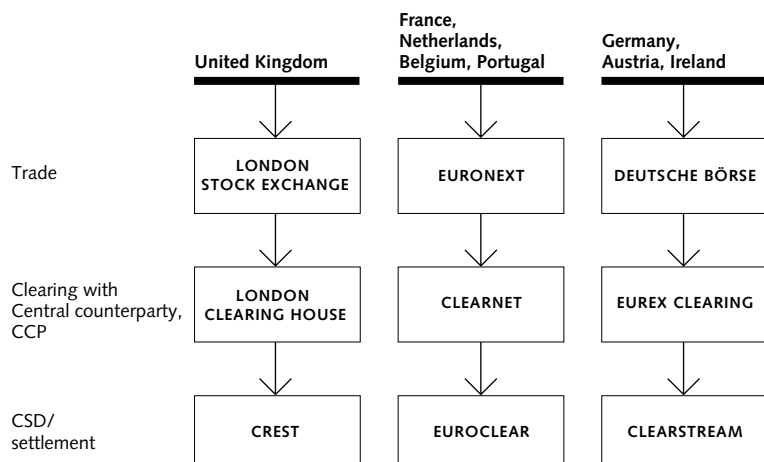 United Kingdom
France,
Netherlands,
Belgium, Portugal
Germany,
Austria, Ireland
Trade
LONDON
STOCK EXCHANGE
EURONEXT
DEUTSCHE BÖRSE
Clearing with
Central counterparty,
CCP
LONDON
CLEARING HOUSE
CLEARNET
EUREX CLEARING
CSD/
settlement
CREST
EUROCLEAR
CLEARSTREAM